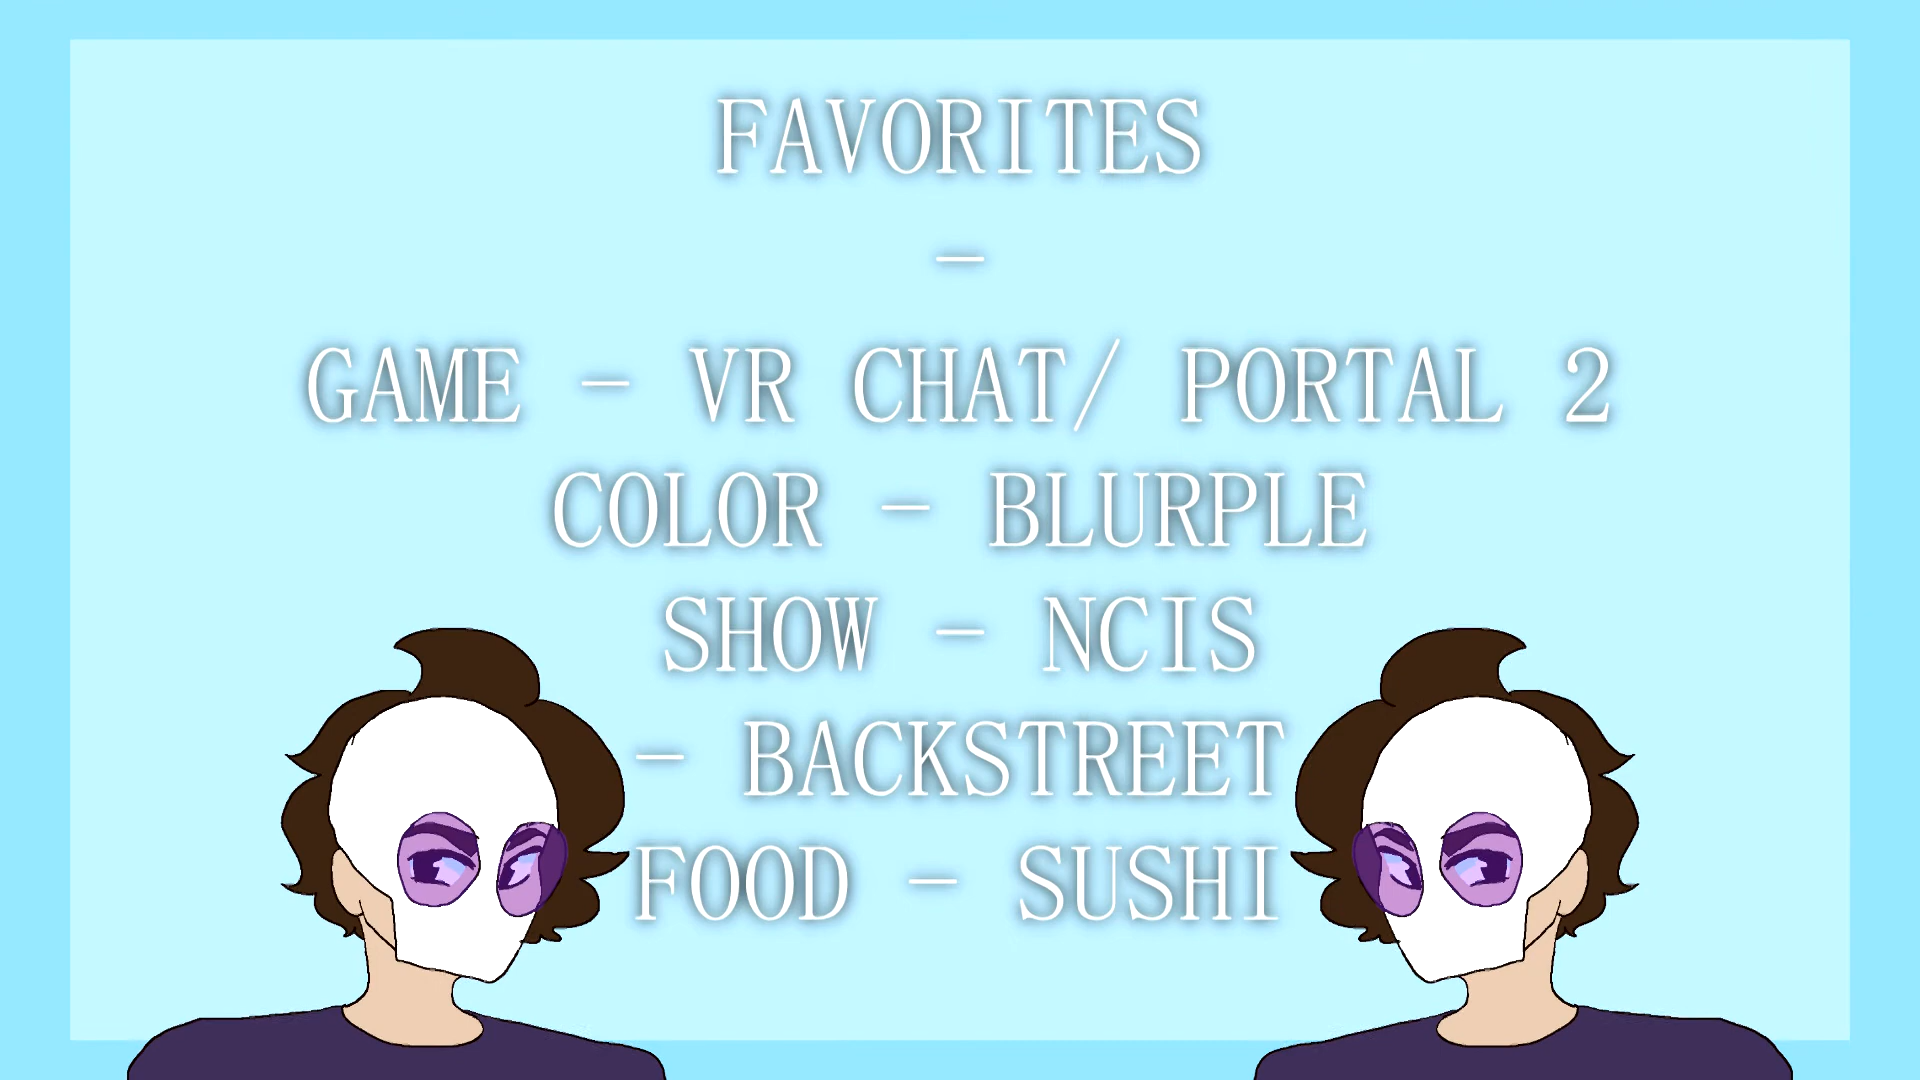 FAVORITES
-
GAME - VR CHAT/ PORTAL 2
COLOR - BLURPLE
SHOW - NCIS
- BACKSTREET
FOOD - SUSHI